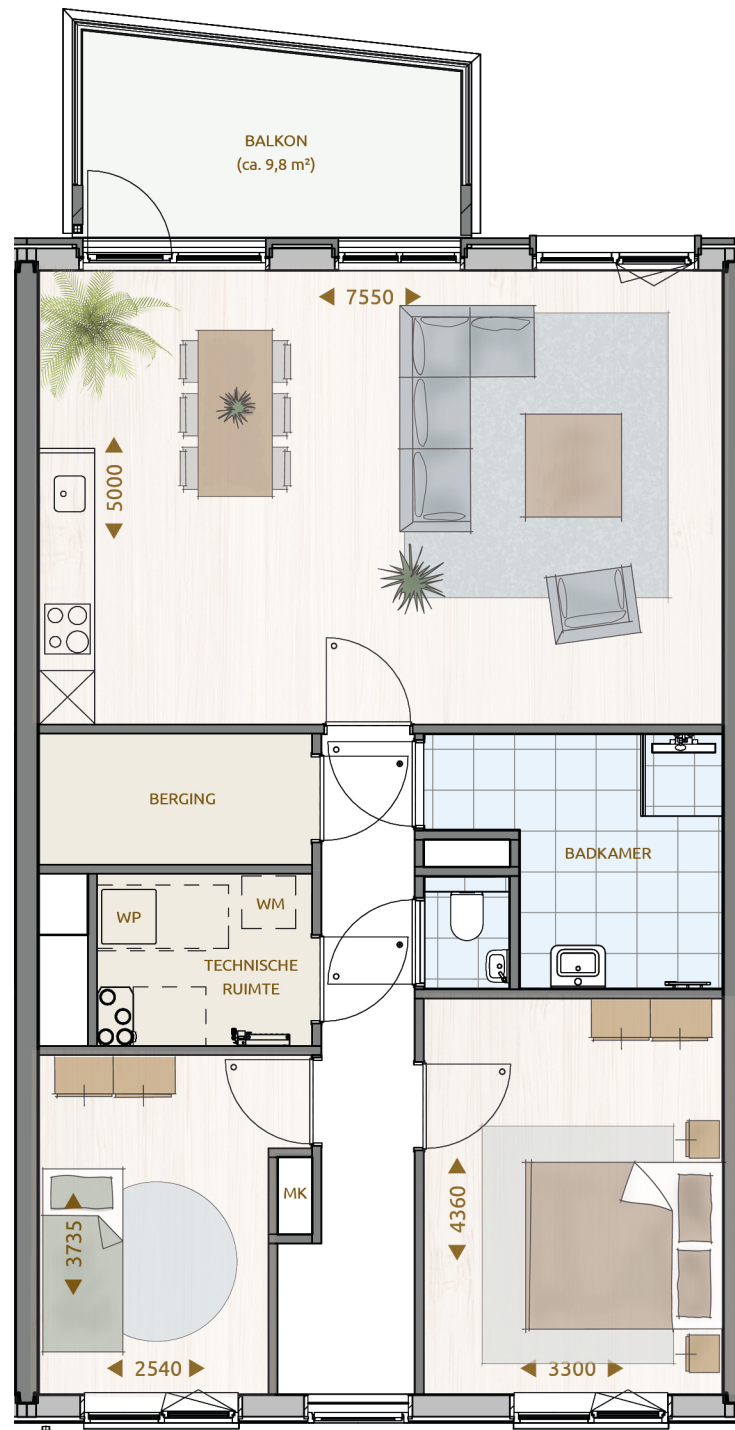 BALKON
(ca. 9,8 m²)
7550
5000
BERGING
BADKAMER
WP
WM
TECHNISCHE
RUIMTE
MK
3735
4360
2540
3300